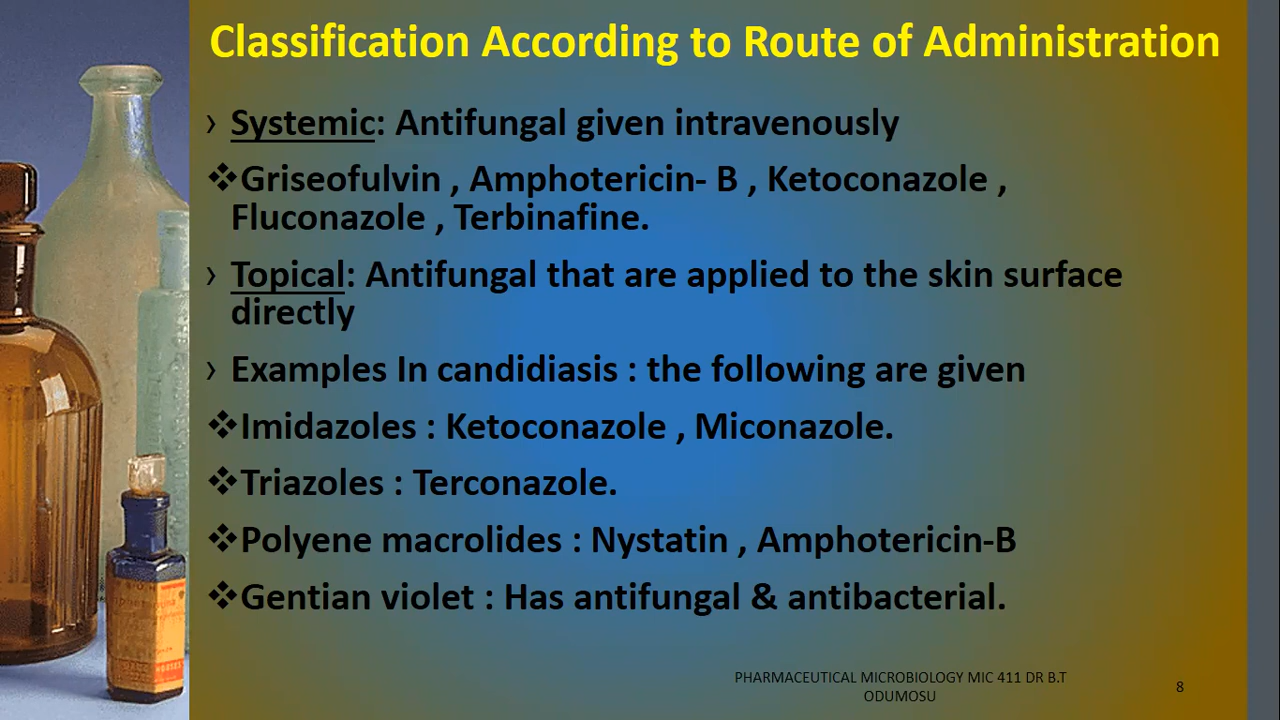 Classification According to Route of Administration
› Systemic: Antifungal given intravenously
❖Griseofulvin , Amphotericin- B , Ketoconazole ,
Fluconazole , Terbinafine.
› Topical: Antifungal that are applied to the skin surface
directly
› Examples In candidiasis : the following are given
❖Imidazoles : Ketoconazole , Miconazole.
❖Triazoles : Terconazole.
❖Polyene macrolides : Nystatin , Amphotericin-B
❖Gentian violet : Has antifungal & antibacterial.
PHARMACEUTICAL MICROBIOLOGY MIC 411 DR B.T
ODUMOSU
8